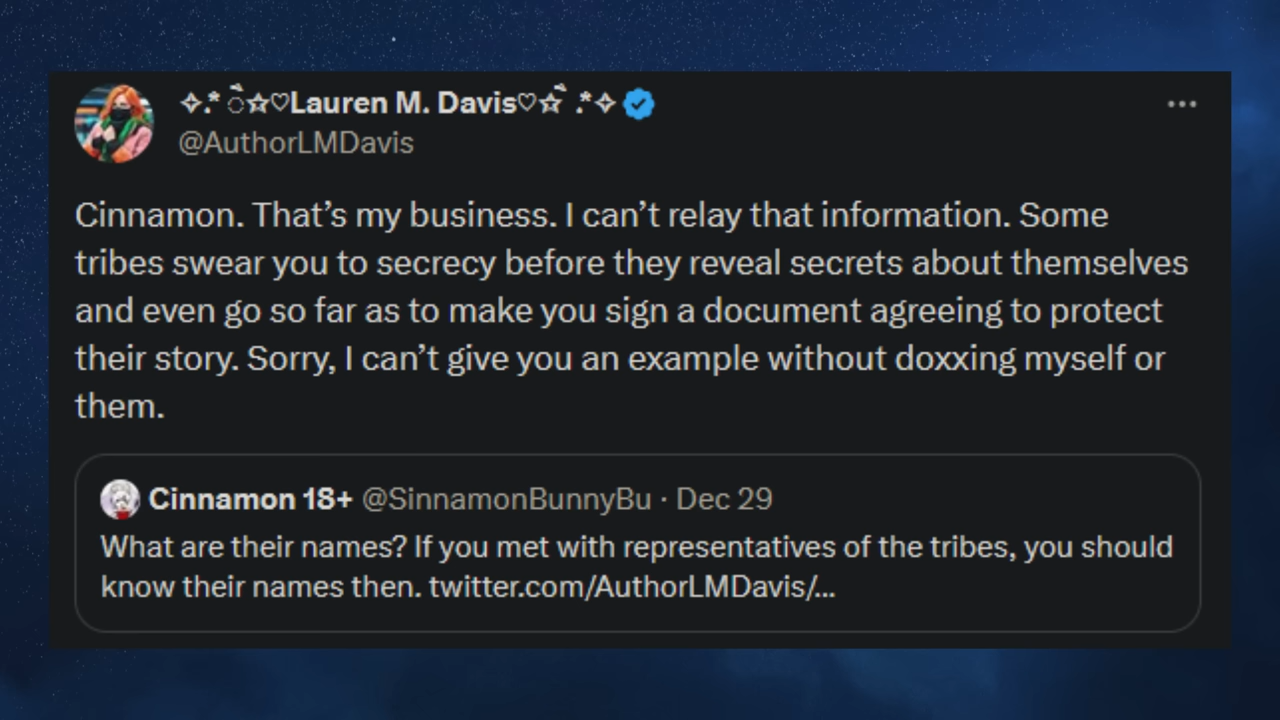 ✧.* ೃ☆♡Lauren M. Davis♡☆ ࿔.*✧
@AuthorLMDavis
Cinnamon. That’s my business. I can’t relay that information. Some
tribes swear you to secrecy before they reveal secrets about themselves
and even go so far as to make you sign a document agreeing to protect
their story. Sorry, I can’t give you an example without doxxing myself or
them.
Cinnamon 18+ @SinnamonBunnyBu · Dec 29
What are their names? If you met with representatives of the tribes, you should
know their names then. twitter.com/AuthorLMDavis/...